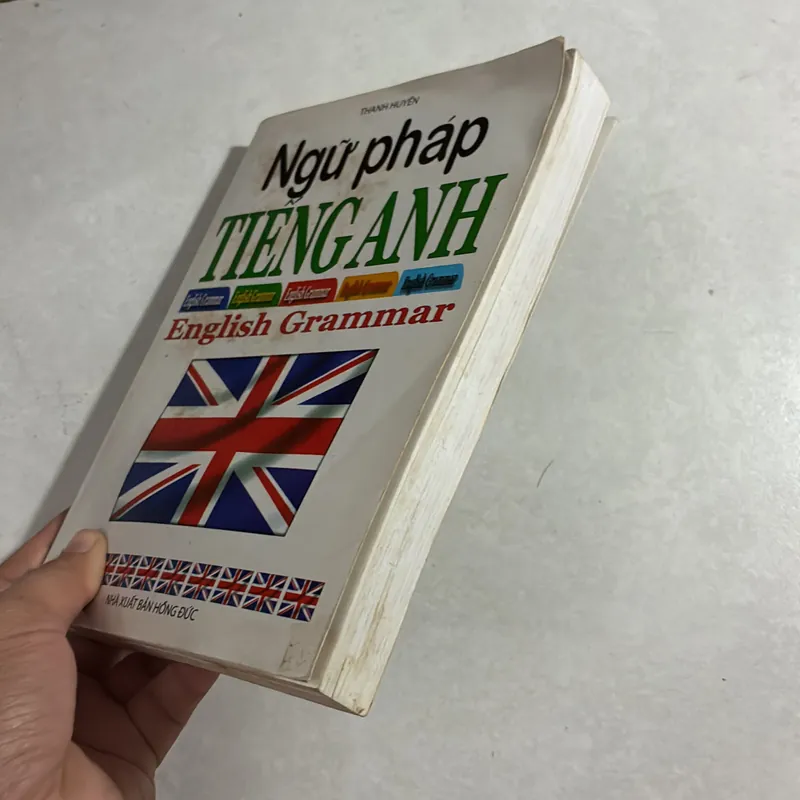 THANH HUYỀN
Ngữ pháp
TIẾNG ANH
English Grammar English Grammar English Grammar English Grammar English Grammar
English Grammar
NHÀ XUẤT BẢN HỒNG ĐỨC